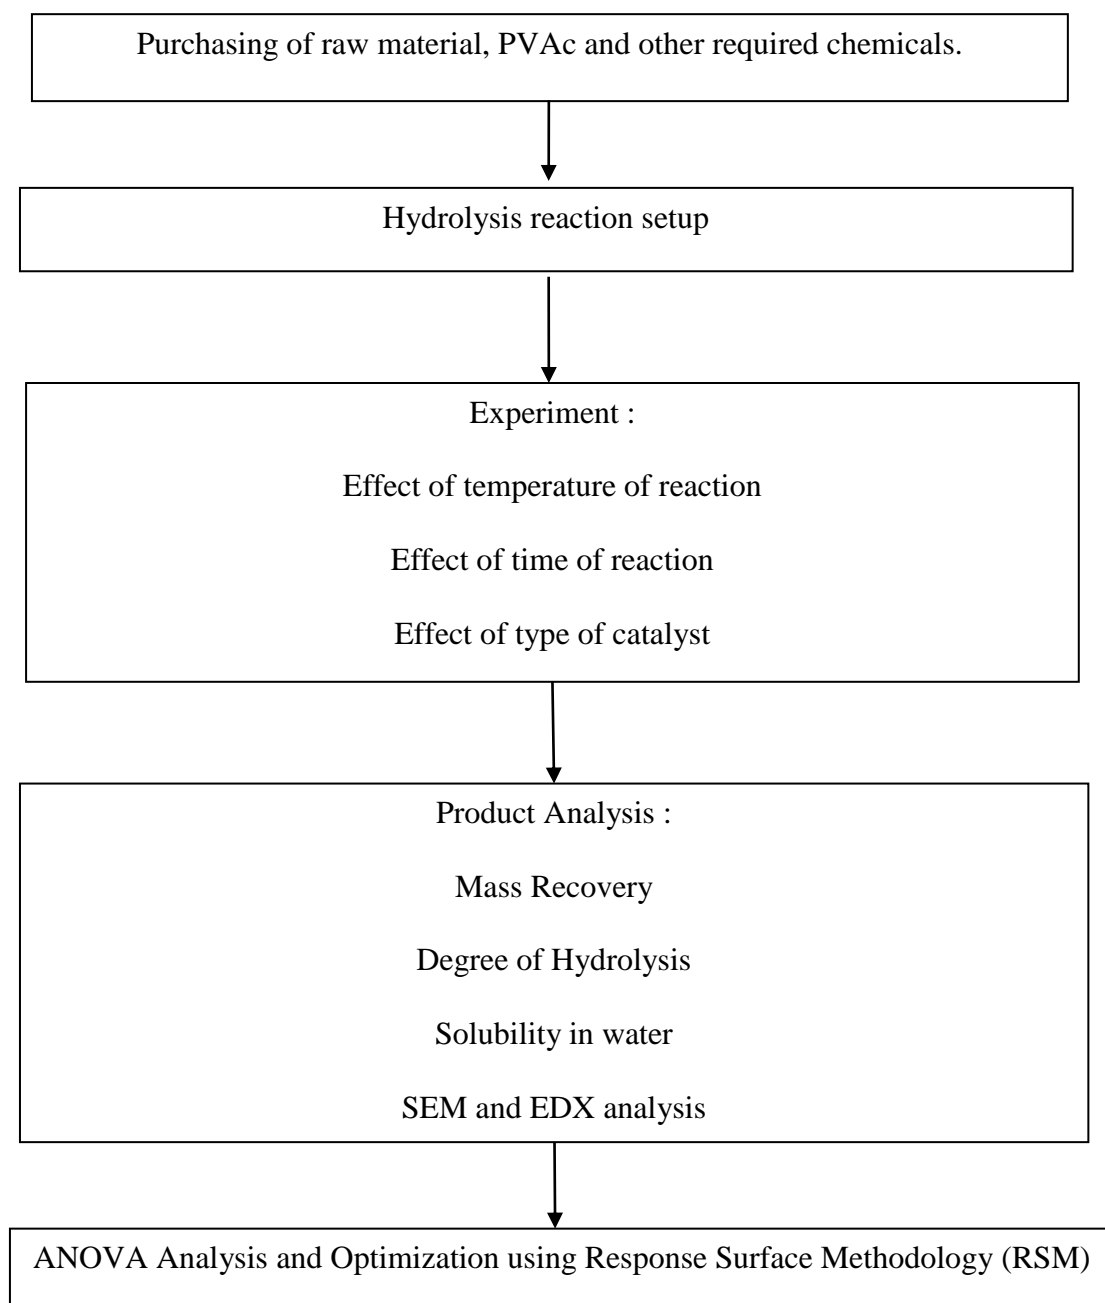 Purchasing of raw material, PVAc and other required chemicals.
Hydrolysis reaction setup
Experiment :
Effect of temperature of reaction
Effect of time of reaction
Effect of type of catalyst
Product Analysis :
Mass Recovery
Degree of Hydrolysis
Solubility in water
SEM and EDX analysis
ANOVA Analysis and Optimization using Response Surface Methodology (RSM)